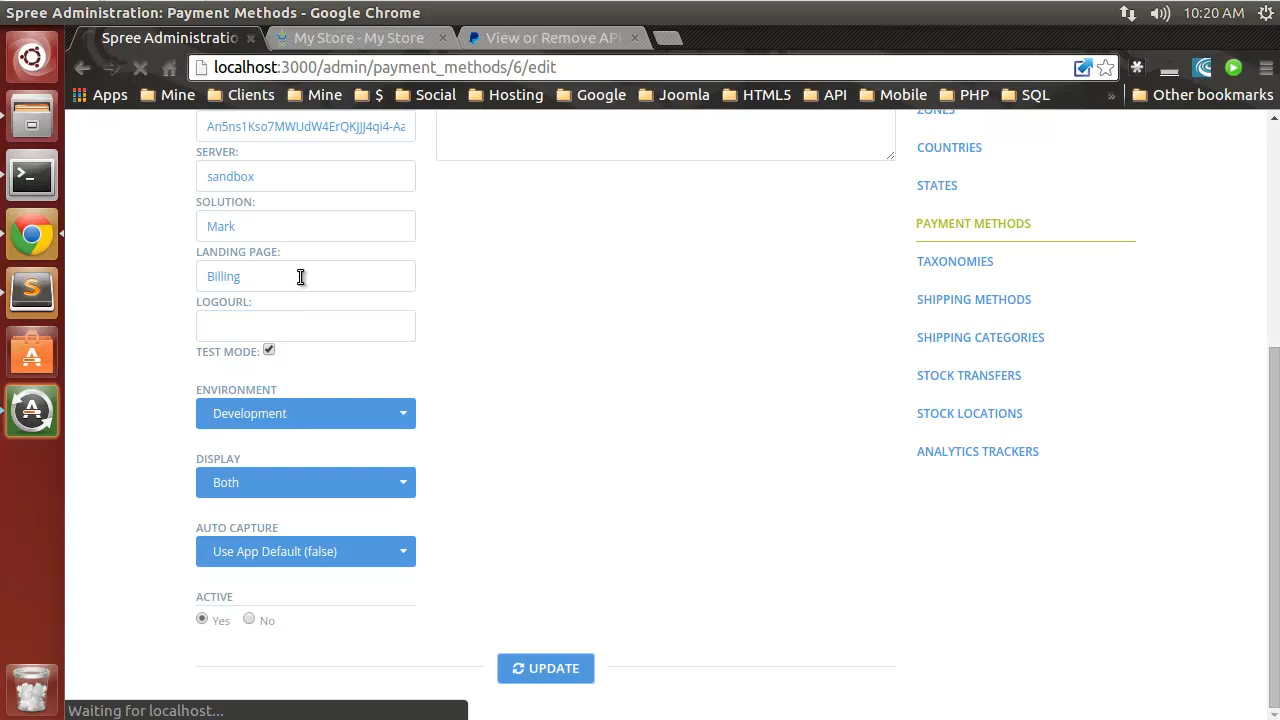 Spree Administration: Payment Methods - Google Chrome
10:20 AM
Spree Administratio
My Store - My Store
View or Remove API
localhost:3000/admin/payment_methods/6/edit
Apps Mine Clients Mine $ Social Hosting Google Joomla HTML5 API Mobile PHP SQL » Other bookmarks
ZONES
An5ns1Kso7MWUdW4ErQKJJJ4qi4-Aa
SERVER:
sandbox
SOLUTION:
Mark
LANDING PAGE:
Billing
LOGOURL:
TEST MODE:
ENVIRONMENT
Development
DISPLAY
Both
AUTO CAPTURE
Use App Default (false)
ACTIVE
Yes No
UPDATE
COUNTRIES
STATES
PAYMENT METHODS
TAXONOMIES
SHIPPING METHODS
SHIPPING CATEGORIES
STOCK TRANSFERS
STOCK LOCATIONS
ANALYTICS TRACKERS
Waiting for localhost...